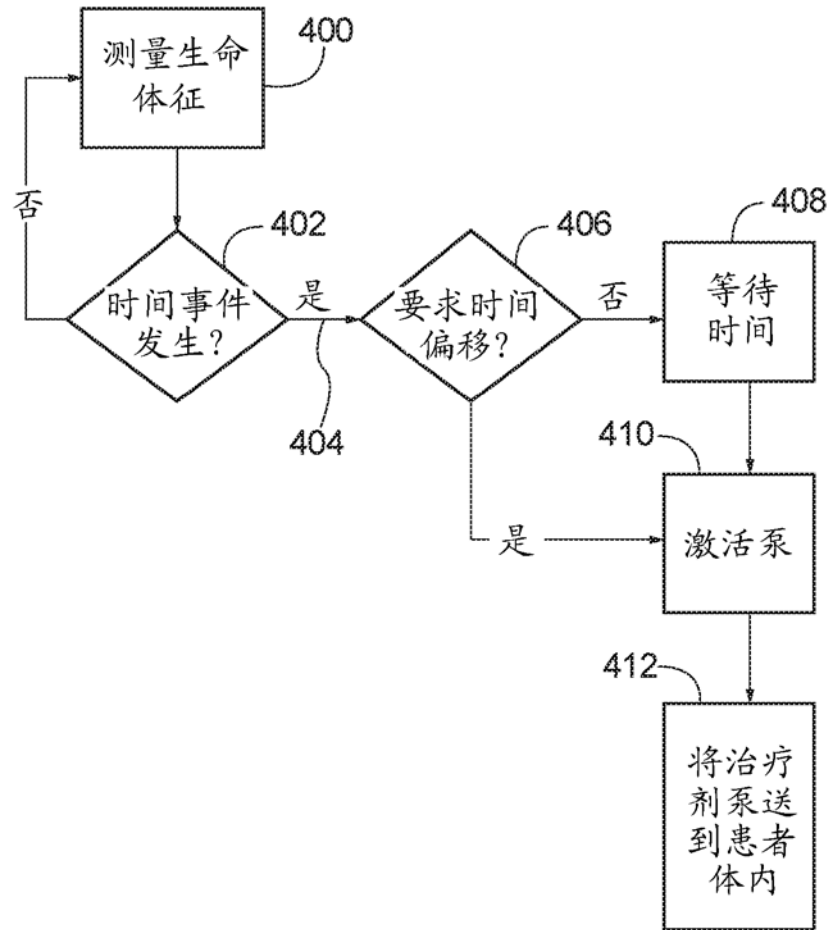 测量生命
体征
400
否
402
时间事件
发生?
是
404
406
要求时间
偏移?
否
408
等待
时间
410
是
激活泵
412
将治疗
剂泵送
到患者
体内